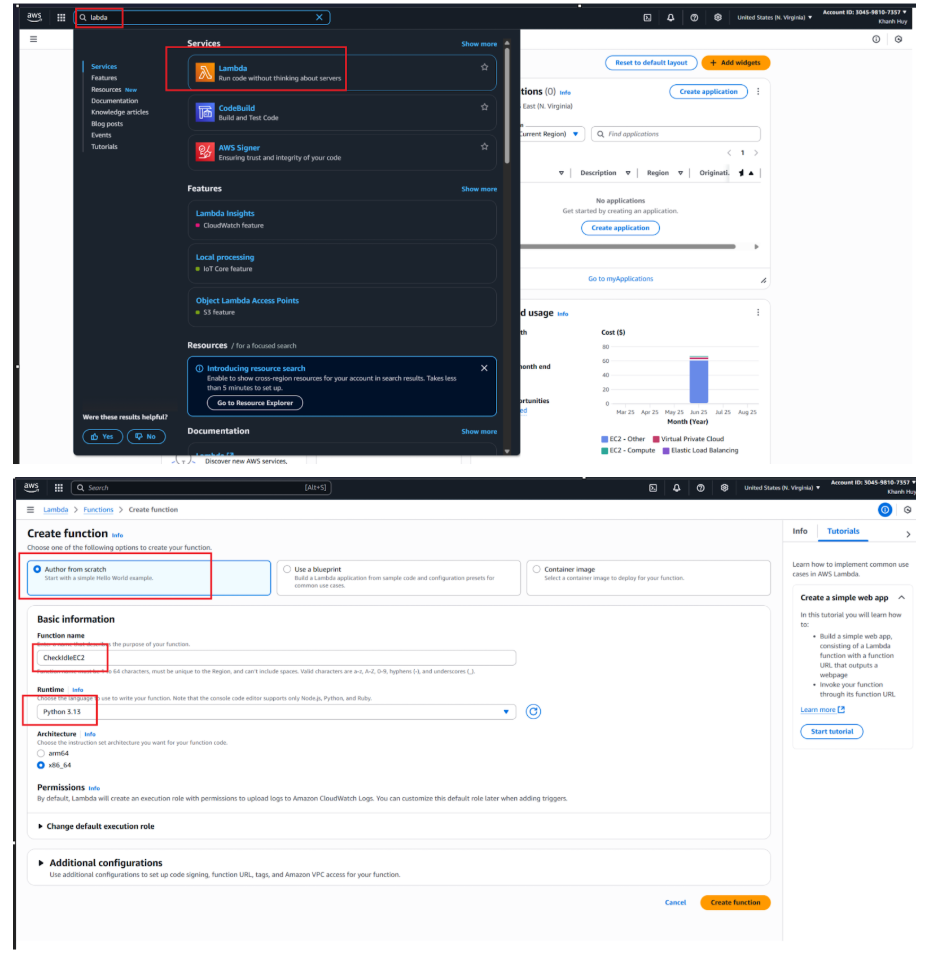 aws
labda
United States (N. Virginia)
Account ID: 3045-9810-7357
Khanh Huy
Services
Features
Resources New
Documentation
Knowledge articles
Blog posts
Events
Tutorials
Were these results helpful?
Yes
No
Services
Show more
Lambda
Run code without thinking about servers
CodeBuild
Build and Test Code
AWS Signer
Ensuring trust and integrity of your code
Features
Show more
Lambda Insights
CloudWatch feature
Local processing
IoT Core feature
Object Lambda Access Points
S3 feature
Resources / for a focused search
Introducing resource search
Enable to show cross-region resources for your account in search results. Takes less
than 5 minutes to set up.
Go to Resource Explorer
Documentation
Show more
Discover new AWS services,
Reset to default layout
+ Add widgets
tions (0) Info
Create application
East (N. Virginia)
Current Region)
Find applications
1
Description
Region
Originati.
No applications
Get started by creating an application.
Create application
Go to myApplications
d usage Info
th
Cost ($)
month end
ortunities
ed
80
60
40
20
0
Mar 25 Apr 25 May 25 Jun 25 Jul 25 Aug 25
Month (Year)
EC2 - Other
Virtual Private Cloud
EC2 - Compute
Elastic Load Balancing
aws
Search
[Alt+S]
United States (N. Virginia)
Account ID: 3045-9810-7357
Khanh Huy
Lambda > Functions > Create function
Create function Info
Choose one of the following options to create your function.
Author from scratch
Start with a simple Hello World example.
Use a blueprint
Build a Lambda application from sample code and configuration presets for
common use cases.
Container image
Select a container image to deploy for your function.
Basic information
Function name
Enter a name that describes the purpose of your function.
CheckIdleEC2
Function name must be 1 to 64 characters, must be unique to the Region, and can't include spaces. Valid characters are a-z, A-Z, 0-9, hyphens (-), and underscores (_).
Runtime Info
Choose the language to use to write your function. Note that the console code editor supports only Node.js, Python, and Ruby.
Python 3.13
Architecture Info
Choose the instruction set architecture you want for your function code.
arm64
x86_64
Permissions Info
By default, Lambda will create an execution role with permissions to upload logs to Amazon CloudWatch Logs. You can customize this default role later when adding triggers.
Change default execution role
Additional configurations
Use additional configurations to set up code signing, function URL, tags, and Amazon VPC access for your function.
Cancel
Create function
Info
Tutorials
Learn how to implement common use
cases in AWS Lambda.
Create a simple web app
In this tutorial you will learn how
to:
• Build a simple web app,
consisting of a Lambda
function with a function
URL that outputs a
webpage
• Invoke your function
through its function URL
Learn more
Start tutorial